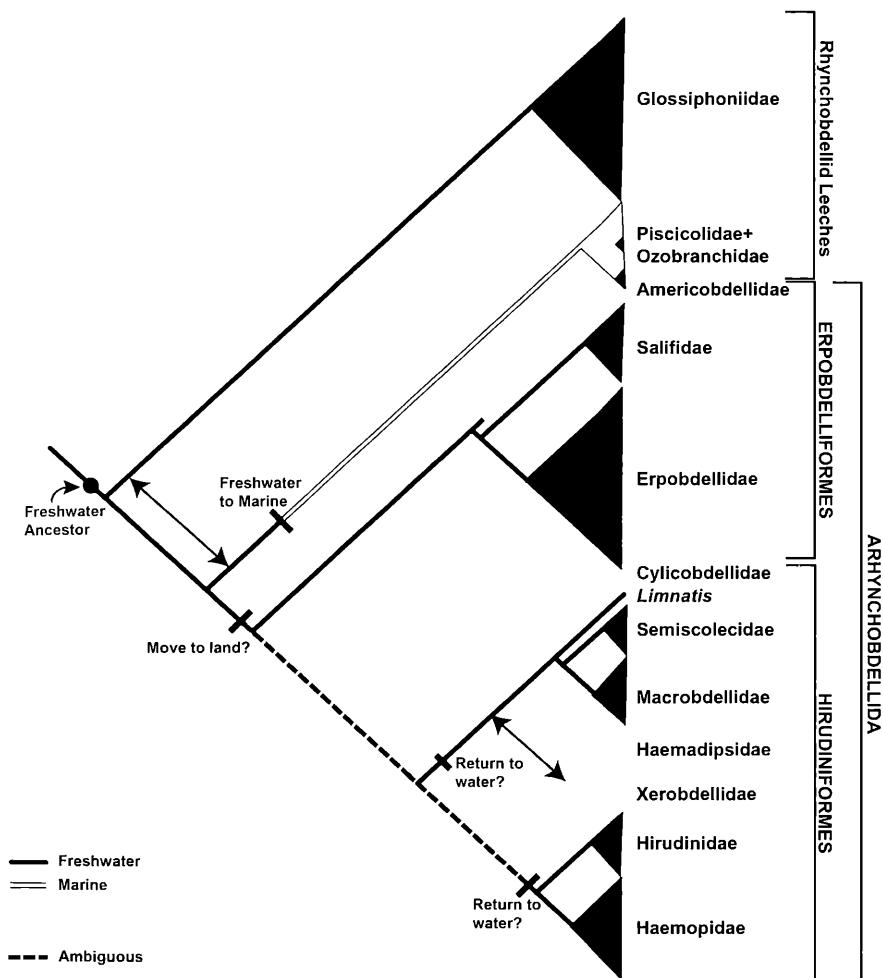 Glossiphoniidae
Piscicolidae+
Ozobranchidae
Americobdellidae
Salifidae
Erpobdellidae
Cylicobdellidae
Limnatis
Semiscolecidae
Macrobdellidae
Haemadipsidae
Xerobdellidae
Hirudinidae
Haemopidae
Rhynchobdellid Leeches
ERPOBDELLIFORMES
HIRUDINIFORMES
ARHYNCHOBDELLIDA
Freshwater
to Marine
Freshwater
Ancestor
Move to land?
Return to
water?
Return to
water?
Freshwater
Marine
Ambiguous